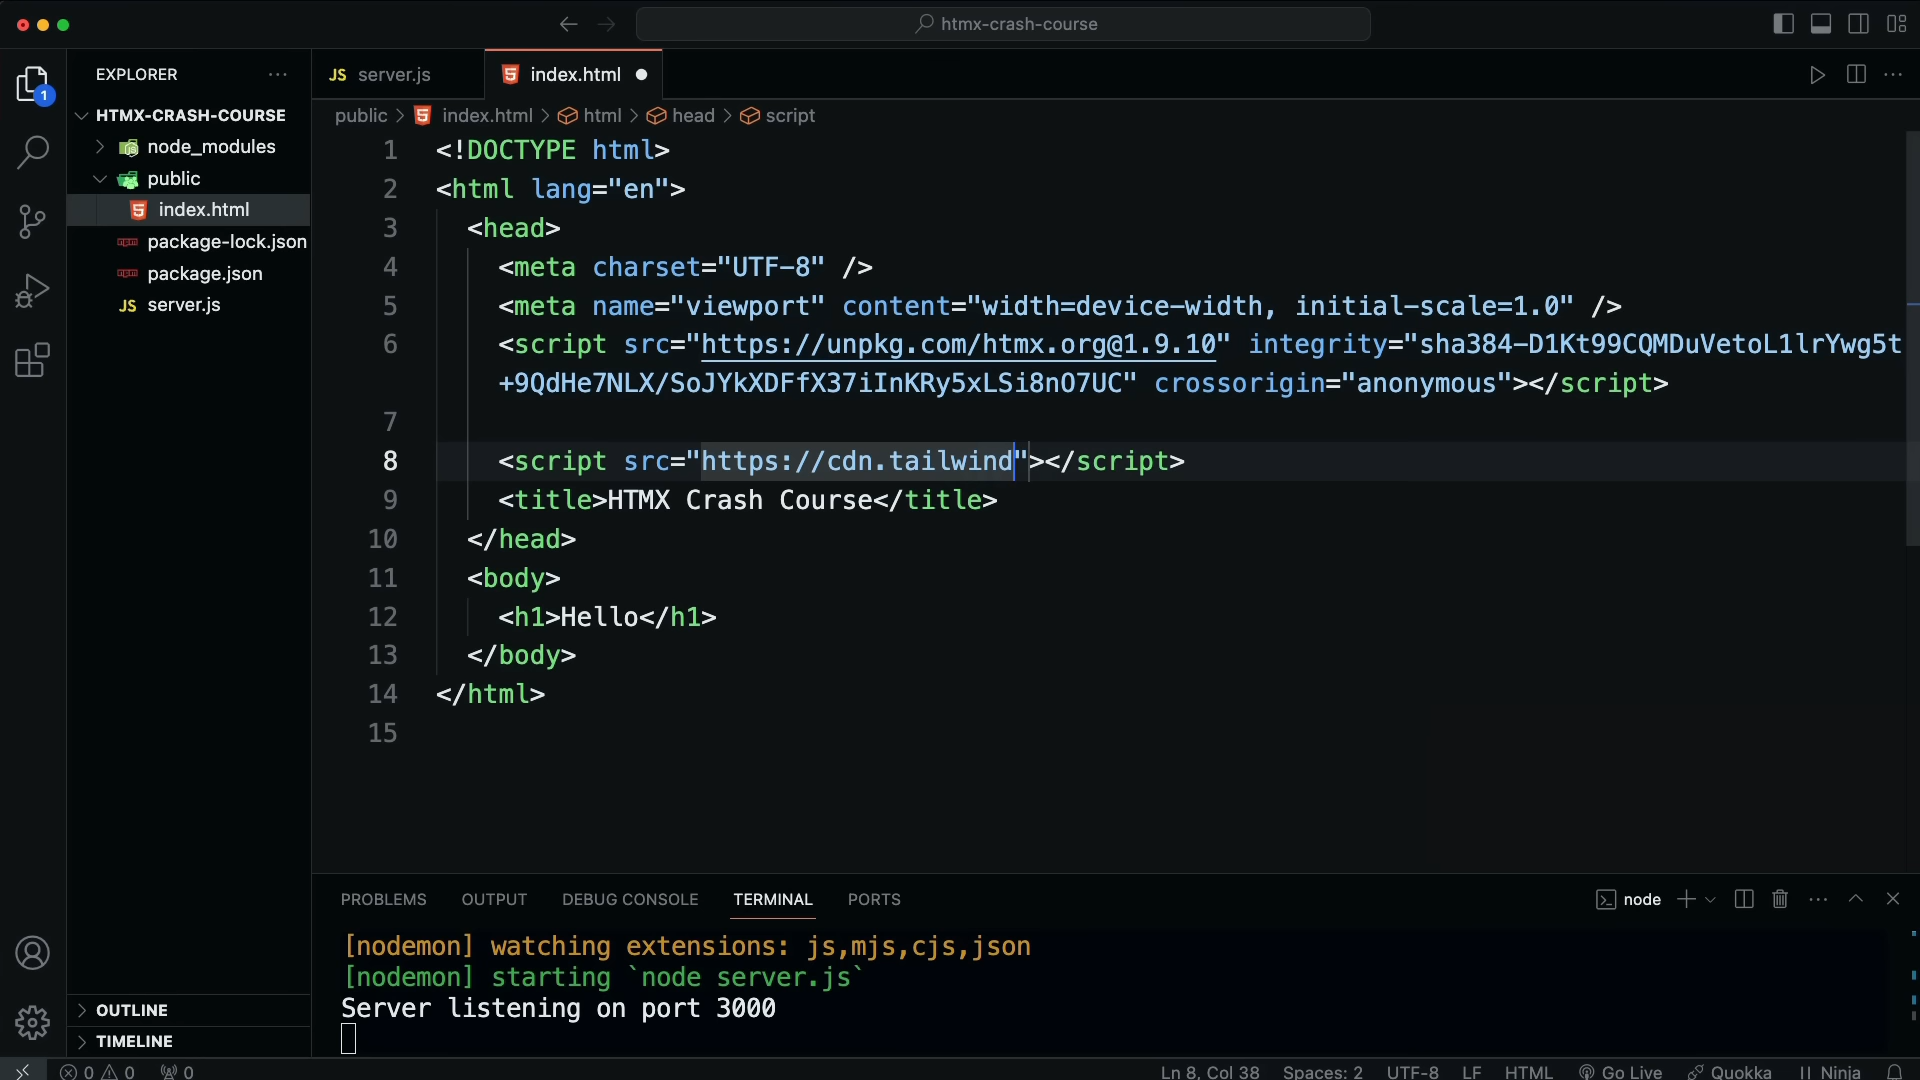 htmx-crash-course
EXPLORER
JS server.js
index.html
public > index.html > html > head > script
1
HTMX-CRASH-COURSE
node_modules
public
index.html
package-lock.json
package.json
JS server.js
1 <!DOCTYPE html>
2 <html lang="en">
3 <head>
4 <meta charset="UTF-8" />
5 <meta name="viewport" content="width=device-width, initial-scale=1.0" />
6 <script src="https://unpkg.com/htmx.org@1.9.10" integrity="sha384-D1Kt99CQMDuVetoL1lrYwg5t
+9QdHe7NLX/SoJYkXDFfX37iInKRy5xLSi8nO7UC" crossorigin="anonymous"></script>
7
8 <script src="https://cdn.tailwind"></script>
9 <title>HTMX Crash Course</title>
10 </head>
11 <body>
12 <h1>Hello</h1>
13 </body>
14 </html>
15
PROBLEMS OUTPUT DEBUG CONSOLE TERMINAL PORTS
node
[nodemon] watching extensions: js,mjs,cjs,json
[nodemon] starting `node server.js`
Server listening on port 3000
OUTLINE
TIMELINE
0 0 0
Ln 8, Col 38 Spaces: 2 UTF-8 LF HTML Go Live Quokka Ninja